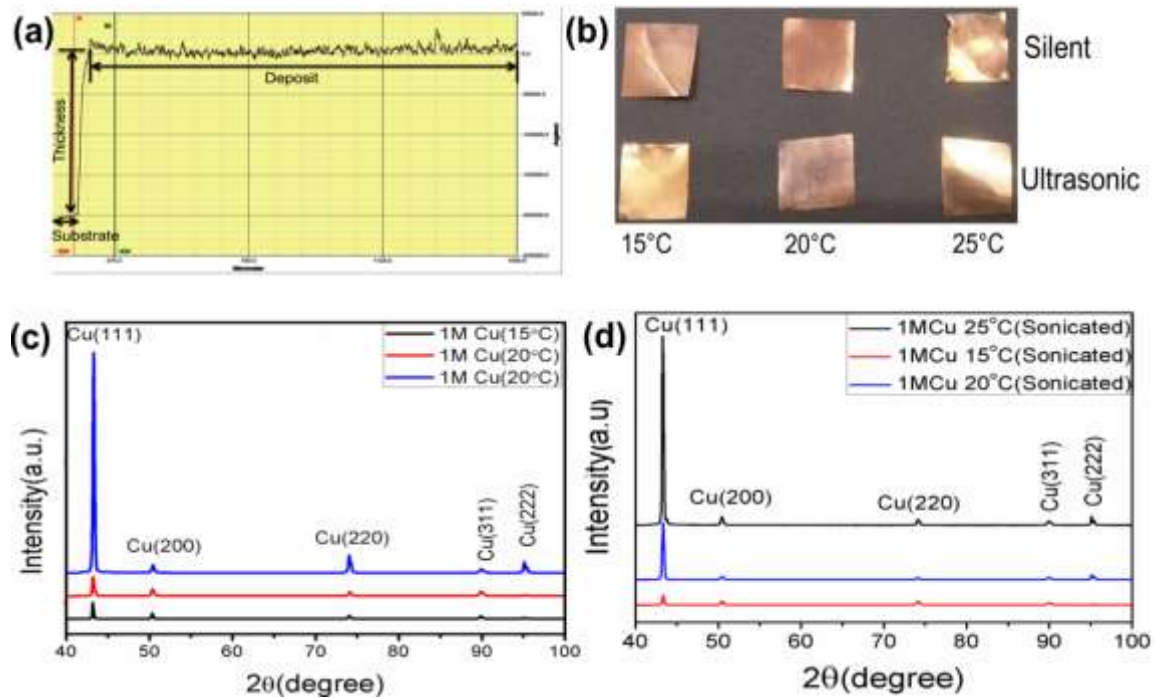 (a)
Thickness
Deposit
Substrate
(b)
Silent
Ultrasonic
15°C 20°C 25°C
(c)
Cu(111)
1M Cu(15°C)
1M Cu(20°C)
1M Cu(20°C)
Cu(200)
Cu(220)
Cu(311)
Cu(222)
Intensity(a.u.)
40 50 60 70 80 90 100
2θ(degree)
(d)
Cu(111)
1MCu 25°C(Sonicated)
1MCu 15°C(Sonicated)
1MCu 20°C(Sonicated)
Cu(200)
Cu(220)
Cu(311)
Cu(222)
Intensity(a.u)
40 50 60 70 80 90 100
2θ(degree)